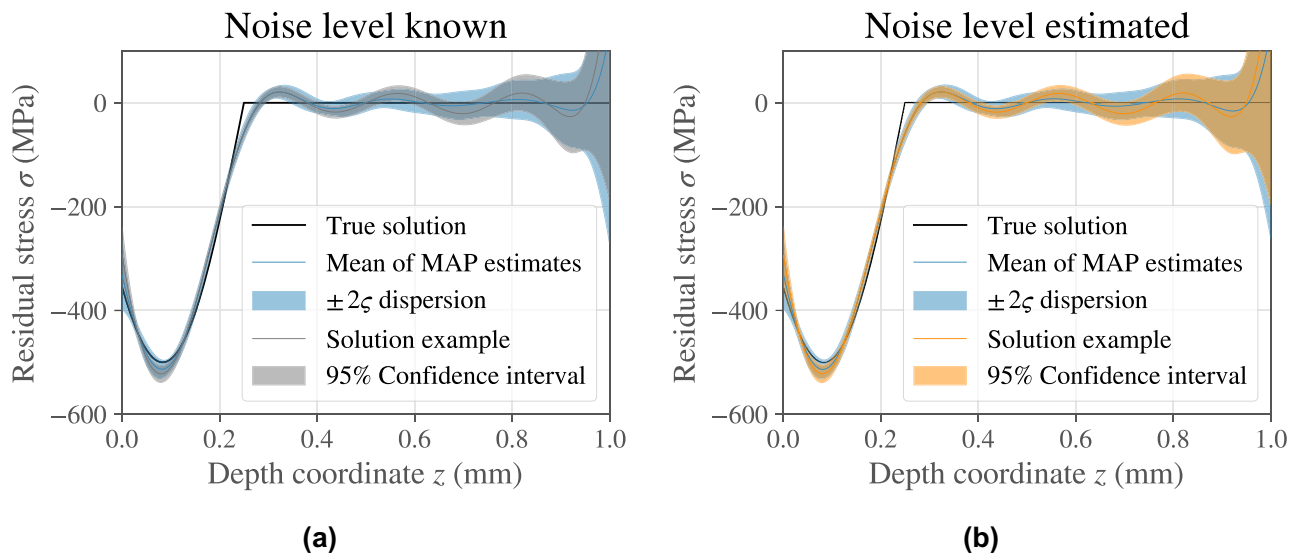 Noise level known
Residual stress σ (MPa)
0
−200
−400
−600
True solution
Mean of MAP estimates
±2ς dispersion
Solution example
95% Confidence interval
0.0 0.2 0.4 0.6 0.8 1.0
Depth coordinate z (mm)
(a)
Noise level estimated
Residual stress σ (MPa)
0
−200
−400
−600
True solution
Mean of MAP estimates
±2ς dispersion
Solution example
95% Confidence interval
0.0 0.2 0.4 0.6 0.8 1.0
Depth coordinate z (mm)
(b)